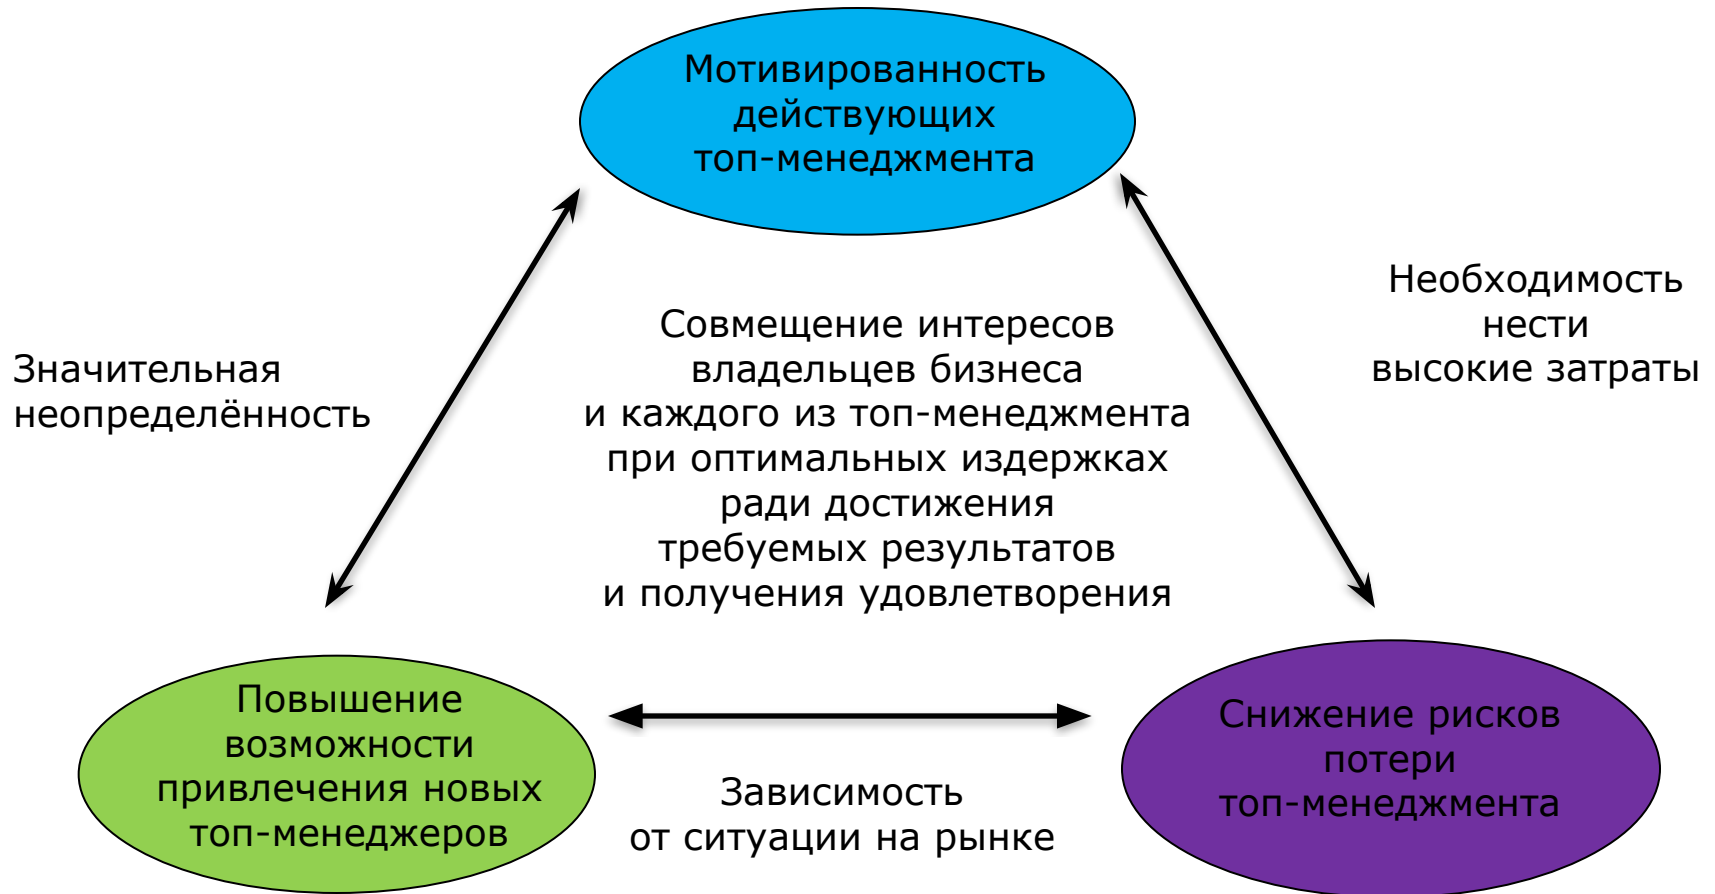 Мотивированность
действующих
топ-менеджмента
Значительная
неопределённость
Необходимость
нести
высокие затраты
Совмещение интересов
владельцев бизнеса
и каждого из топ-менеджмента
при оптимальных издержках
ради достижения
требуемых результатов
и получения удовлетворения
Повышение
возможности
привлечения новых
топ-менеджеров
Зависимость
от ситуации на рынке
Снижение рисков
потери
топ-менеджмента